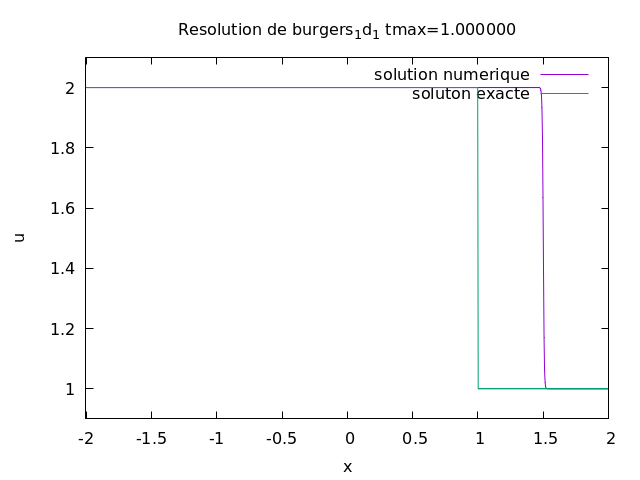 Resolution de burgers₁d₁ tmax=1.000000
solution numerique
soluton exacte
2
1.8
1.6
1.4
1.2
1
u
-2 -1.5 -1 -0.5 0 0.5 1 1.5 2
x